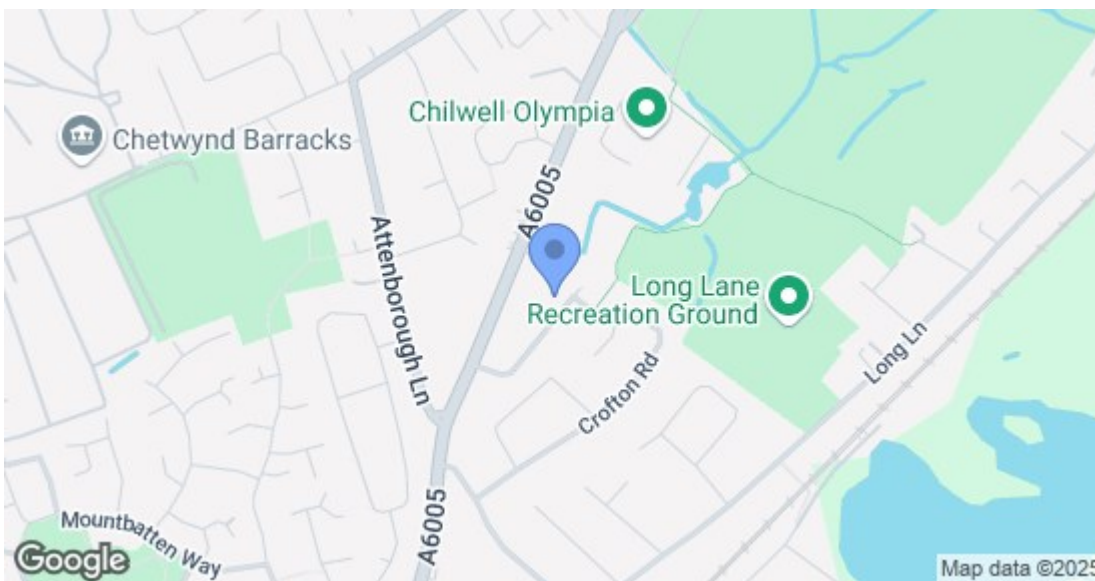 Chilwell Olympia
Chetwynd Barracks
A6005
Attenborough Ln
Long Lane
Recreation Ground
Long Ln
Crofton Rd
A6005
Mountbatten Way
Google
Map data ©2025